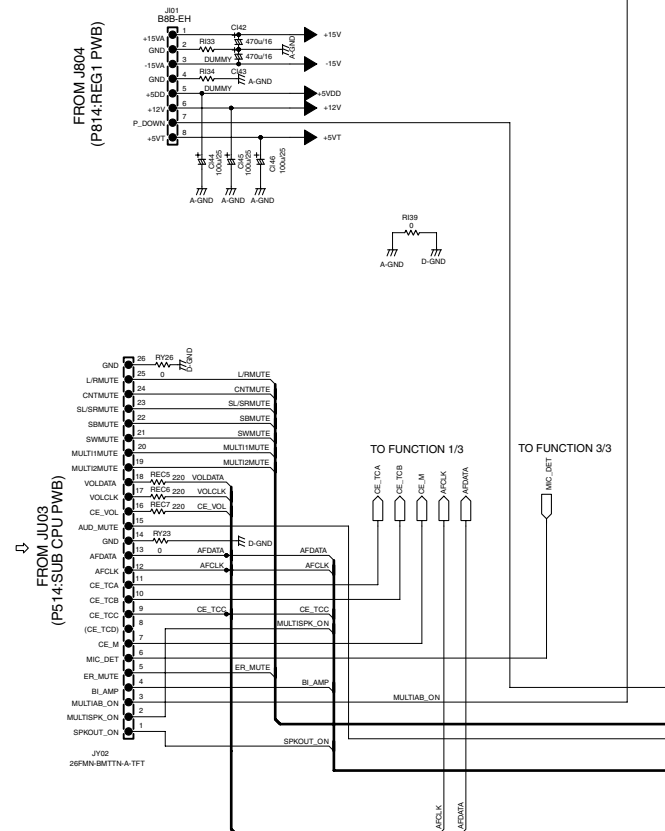 FROM J804
(P814:REG1 PWB)
JI01
B8B-EH
+15VA
GND
-15VA
GND
+5DD
+12V
P_DOWN
+5VT
1
2
3
4
5
6
7
8
RI33
DUMMY
RI34
DUMMY
CI42
470u/16
470u/16
CI43
A-GND
A-GND
+15V
-15V
+5VDD
+12V
+5VT
CI44
100u/25
CI45
100u/25
CI46
100u/25
A-GND
A-GND
A-GND
RI39
0
A-GND
D-GND
FROM JU03
(P514:SUB CPU PWB)
GND 26 RY26 0 D-GND
L/RMUTE 25 L/RMUTE
CNTMUTE 24 CNTMUTE
SL/SRMUTE 23 SL/SRMUTE
SBMUTE 22 SBMUTE
SWMUTE 21 SWMUTE
MULTI1MUTE 20 MULTI1MUTE
MULTI2MUTE 19 MULTI2MUTE
VOLDATA 18 REC5 220 VOLDATA
VOLCLK 17 REC6 220 VOLCLK
CE_VOL 16 REC7 220 CE_VOL
AUD_MUTE 15
GND 14 RY23 0 D-GND
AFDATA 13 AFDATA AFDATA
AFCLK 12 AFCLK AFCLK
CE_TCA 11
CE_TCB 10
CE_TCC 9 CE_TCC CE_TCC
(CE_TCD) 8 MULTISPK_ON
CE_M 7
MIC_DET 6
ER_MUTE 5 ER_MUTE
BI_AMP 4 BI_AMP
MULTIAB_ON 3 MULTIAB_ON
MULTISPK_ON 2
SPKOUT_ON 1 SPKOUT_ON
JY02
26FMN-BMTTN-A-TFT
TO FUNCTION 1/3
CE_TCA
CE_TCB
CE_M
AFCLK
AFDATA
TO FUNCTION 3/3
MIC_DET
AFCLK
AFDATA